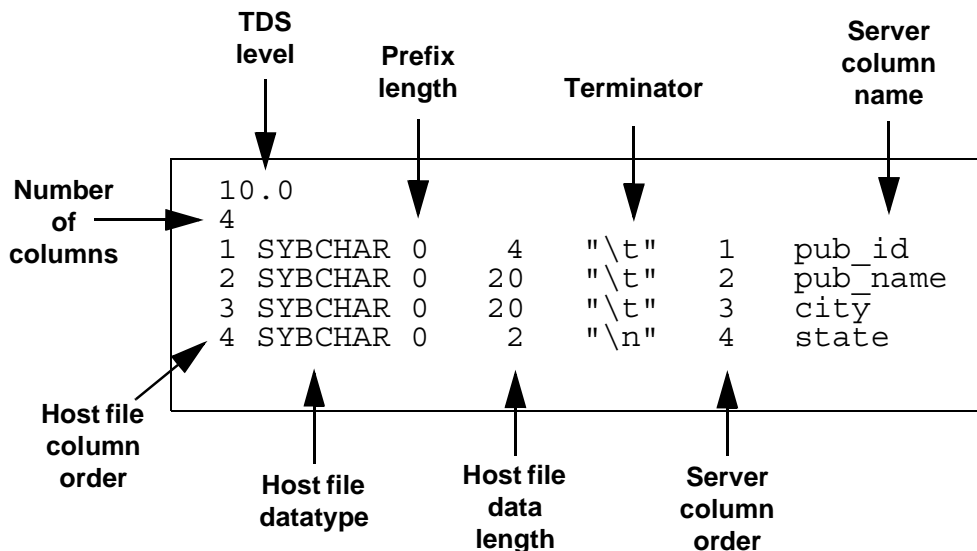 TDS
level
Prefix
length
Terminator
Server
column
name
Number
of
columns
10.0
4
1 SYBCHAR 0 4 "\t" 1 pub_id
2 SYBCHAR 0 20 "\t" 2 pub_name
3 SYBCHAR 0 20 "\t" 3 city
4 SYBCHAR 0 2 "\n" 4 state
Host file
column
order
Host file
datatype
Host file
data
length
Server
column
order